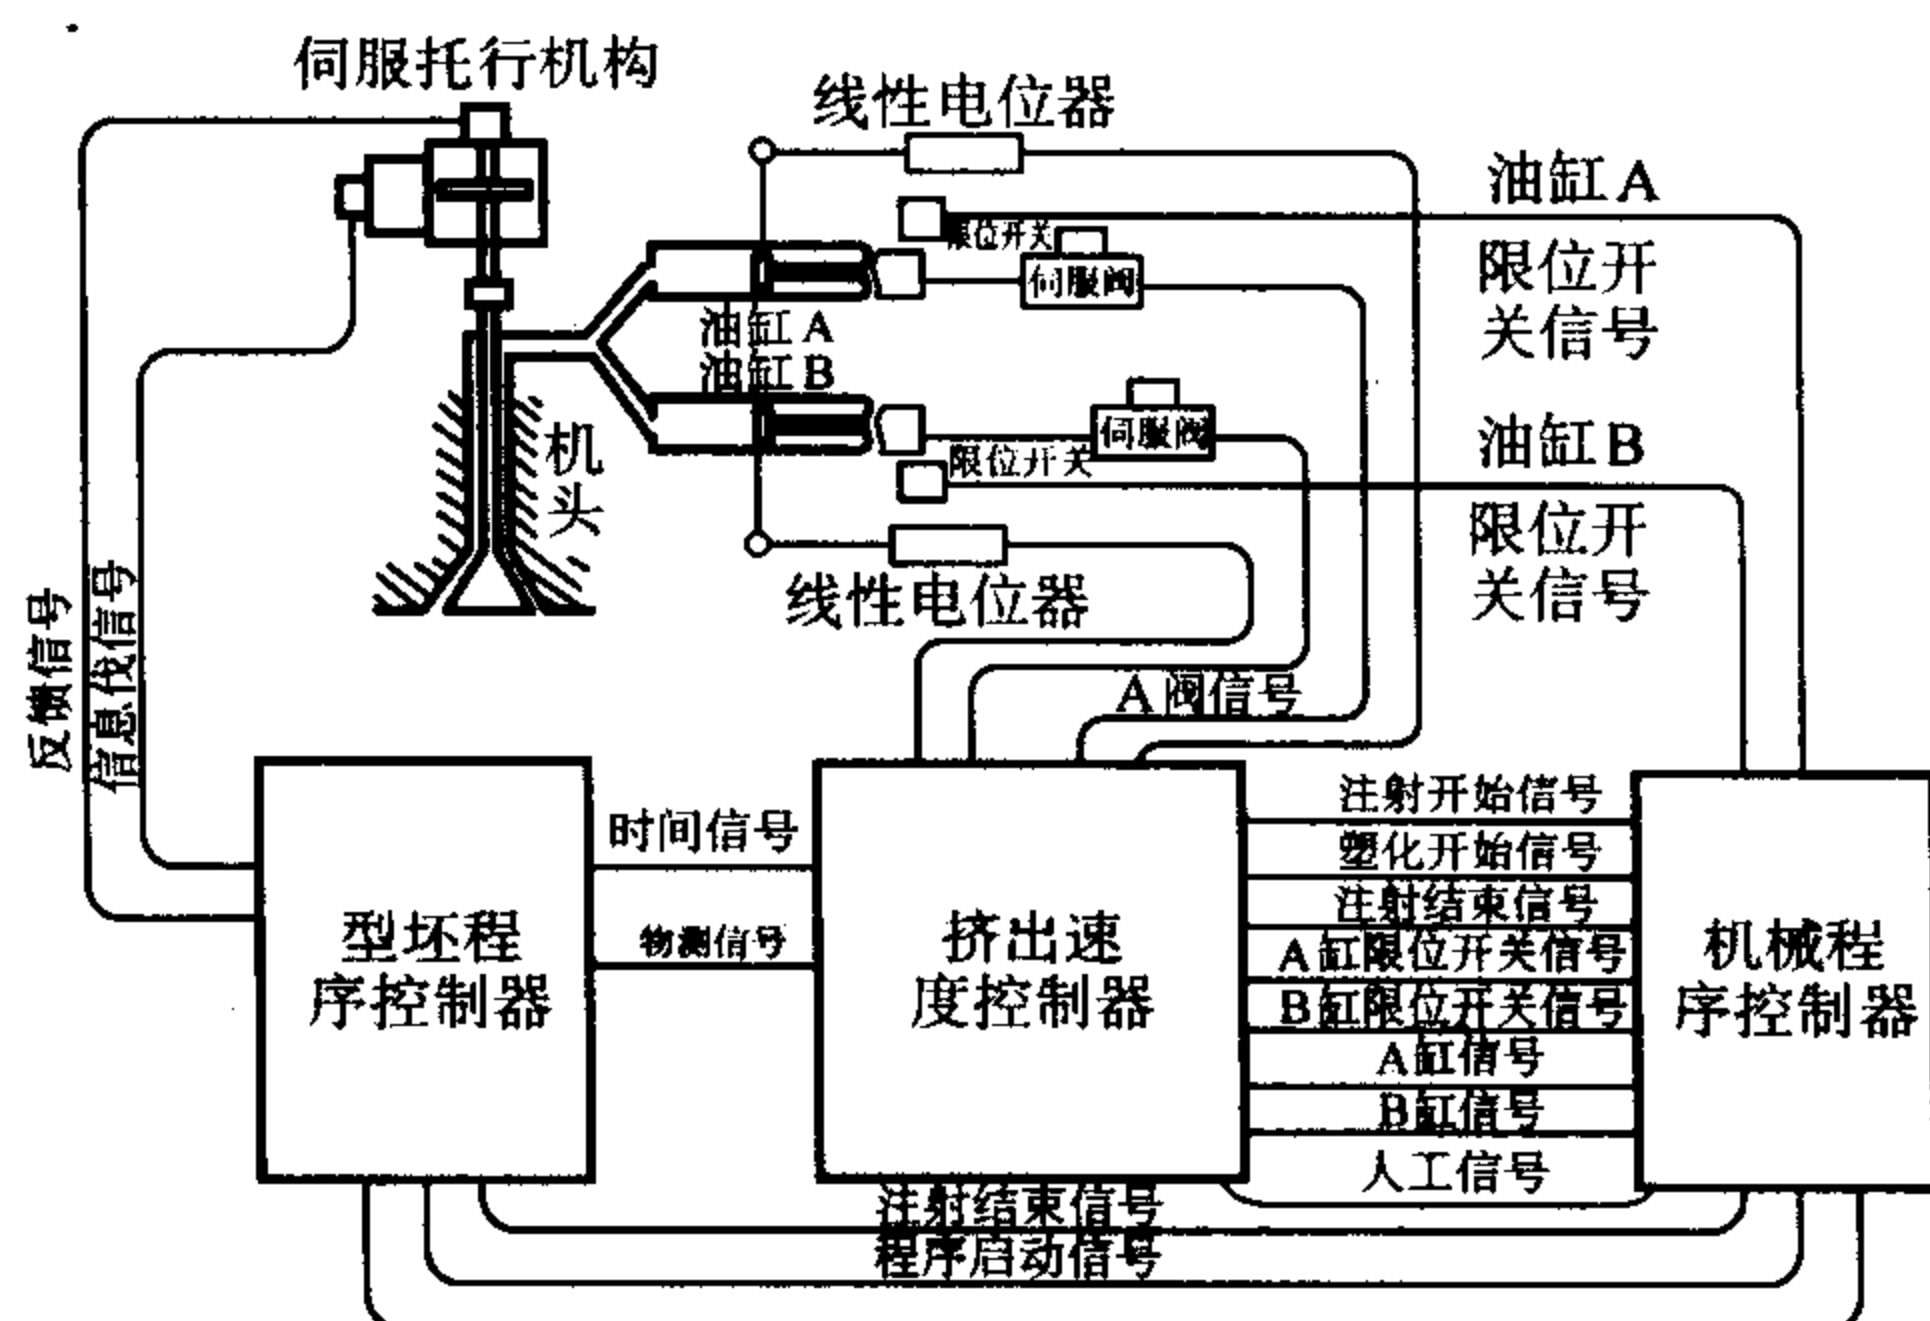 伺服托行机构
线性电位器
油缸A
限位开
关信号
限位开关
伺服阀
油缸A
油缸B
伺服阀
限位开关
油缸B
限位开
关信号
机
头
线性电位器
反馈信号
A阀信号
注射开始信号
塑化开始信号
注射结束信号
A缸限位开关信号
B缸限位开关信号
A缸信号
B缸信号
人工信号
时间信号
物测信号
型坯程
序控制器
挤出速
度控制器
机械程
序控制器
注射结束信号
程序启动信号